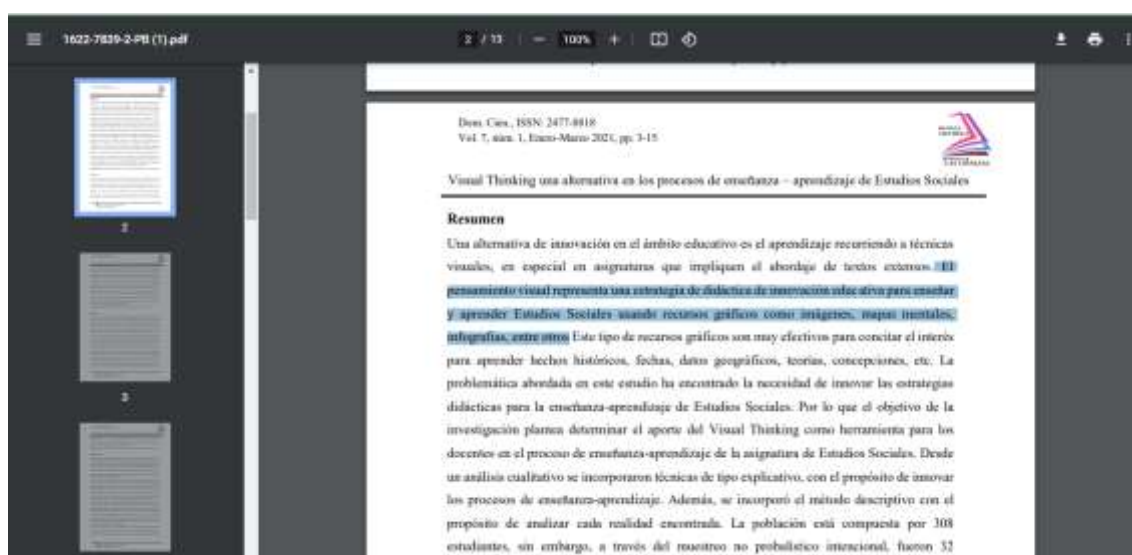 1622-7839-2-PB (1).pdf
2 / 13
100%
2
3
Dom. Cien., ISSN: 2477-8818
Vol. 7, núm. 1, Enero-Marzo 2021, pp. 3-15
Visual Thinking una alternativa en los procesos de enseñanza – aprendizaje de Estudios Sociales
Resumen
Una alternativa de innovación en el ámbito educativo es el aprendizaje recurriendo a técnicas
visuales, en especial en asignaturas que impliquen el abordaje de textos extensos. El
pensamiento visual representa una estrategia de didáctica de innovación educativa para enseñar
y aprender Estudios Sociales usando recursos gráficos como imágenes, mapas mentales,
infografías, entre otros Este tipo de recursos gráficos son muy efectivos para concitar el interés
para aprender hechos históricos, fechas, datos geográficos, teorías, concepciones, etc. La
problemática abordada en este estudio ha encontrado la necesidad de innovar las estrategias
didácticas para la enseñanza-aprendizaje de Estudios Sociales. Por lo que el objetivo de la
investigación plantea determinar el aporte del Visual Thinking como herramienta para los
docentes en el proceso de enseñanza-aprendizaje de la asignatura de Estudios Sociales. Desde
un análisis cualitativo se incorporaron técnicas de tipo explicativo, con el propósito de innovar
los procesos de enseñanza-aprendizaje. Además, se incorporó el método descriptivo con el
propósito de analizar cada realidad encontrada. La población está compuesta por 308
estudiantes, sin embargo, a través del muestreo no probalístico intencional, fueron 32